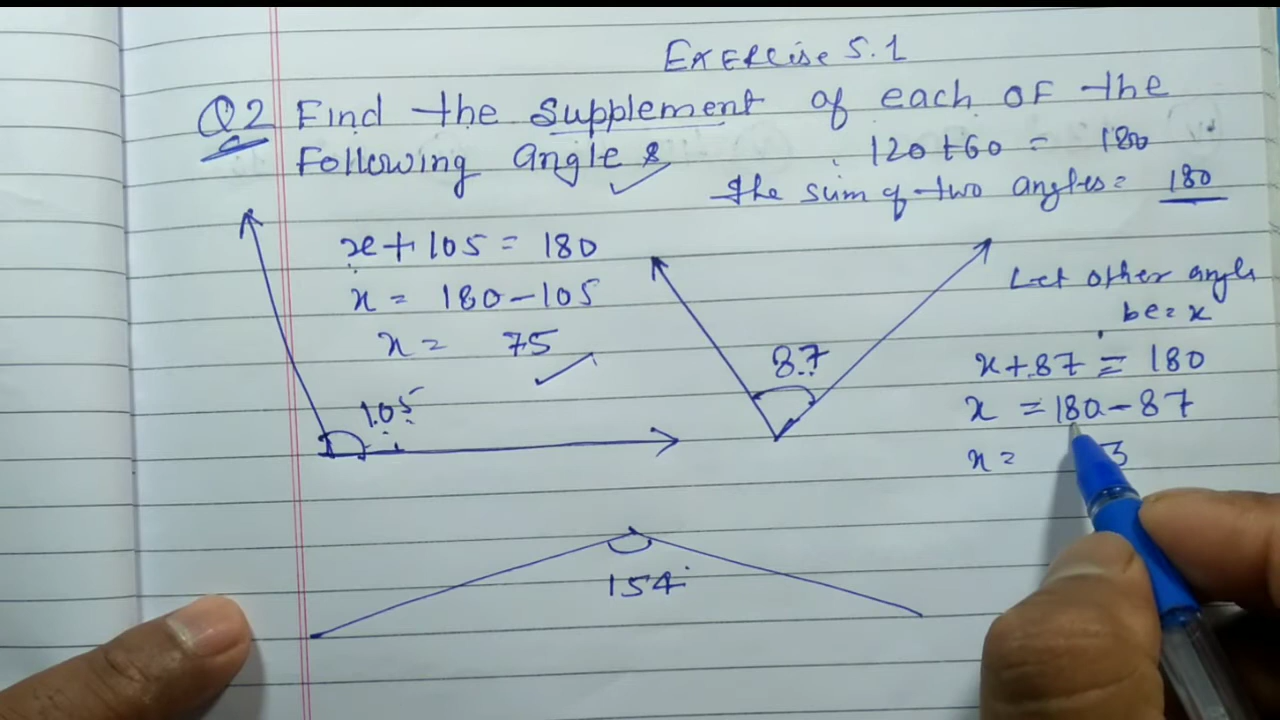 Exercise 5.1
Q2 Find the Supplement of each of the
Following angles
120+60 = 180
The sum of two angles = 180
x + 105 = 180
x = 180-105
x = 75
105
87
Let other angle
be = x
x+87 = 180
x = 180-87
x = 3
154°